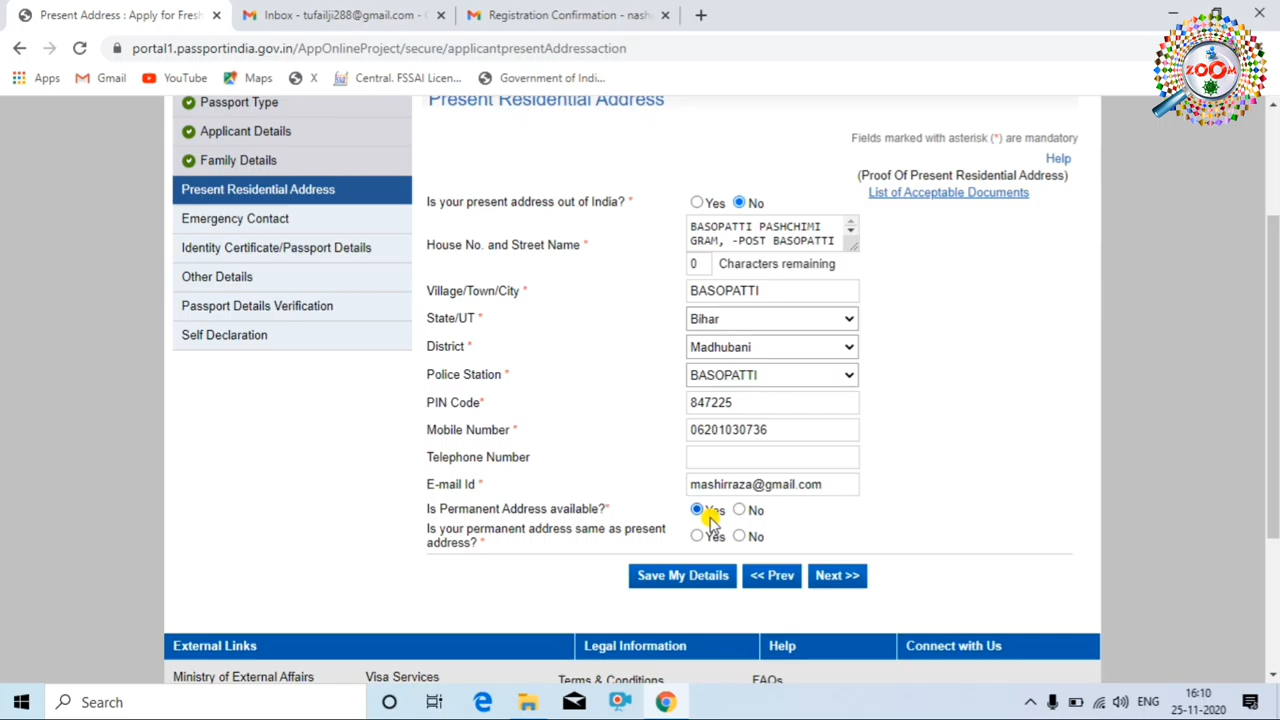 Present Address : Apply for Fresh
Inbox - tufailji288@gmail.com - G
Registration Confirmation - nash
portal1.passportindia.gov.in/AppOnlineProject/secure/applicantpresentAddressaction
Apps
Gmail
YouTube
Maps
X
Central. FSSAI Licen...
Government of Indi...
ZOOM
Passport Type
Applicant Details
Family Details
Present Residential Address
Emergency Contact
Identity Certificate/Passport Details
Other Details
Passport Details Verification
Self Declaration
Present Residential Address
Fields marked with asterisk (*) are mandatory
Help
(Proof Of Present Residential Address)
List of Acceptable Documents
Is your present address out of India? * Yes No
House No. and Street Name * BASOPATTI PASHCHIMI
GRAM, -POST BASOPATTI
0 Characters remaining
Village/Town/City * BASOPATTI
State/UT * Bihar
District * Madhubani
Police Station * BASOPATTI
PIN Code* 847225
Mobile Number * 06201030736
Telephone Number
E-mail Id * mashirraza@gmail.com
Is Permanent Address available?* Yes No
Is your permanent address same as present
address? * Yes No
Save My Details << Prev Next >>
External Links Legal Information Help Connect with Us
Ministry of External Affairs Visa Services Terms & Conditions FAQs
Search
ENG
16:10
25-11-2020